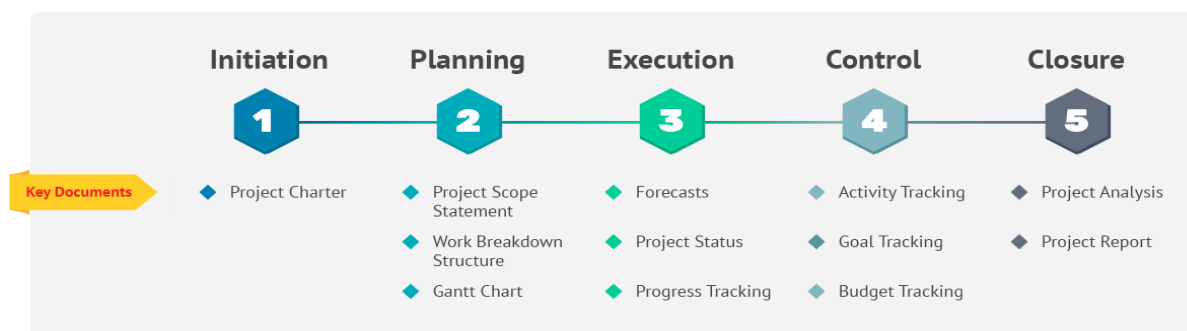 Initiation
Planning
Execution
Control
Closure
1
2
3
4
5
Key Documents
Project Charter
Project Scope
Statement
Work Breakdown
Structure
Gantt Chart
Forecasts
Project Status
Progress Tracking
Activity Tracking
Goal Tracking
Budget Tracking
Project Analysis
Project Report